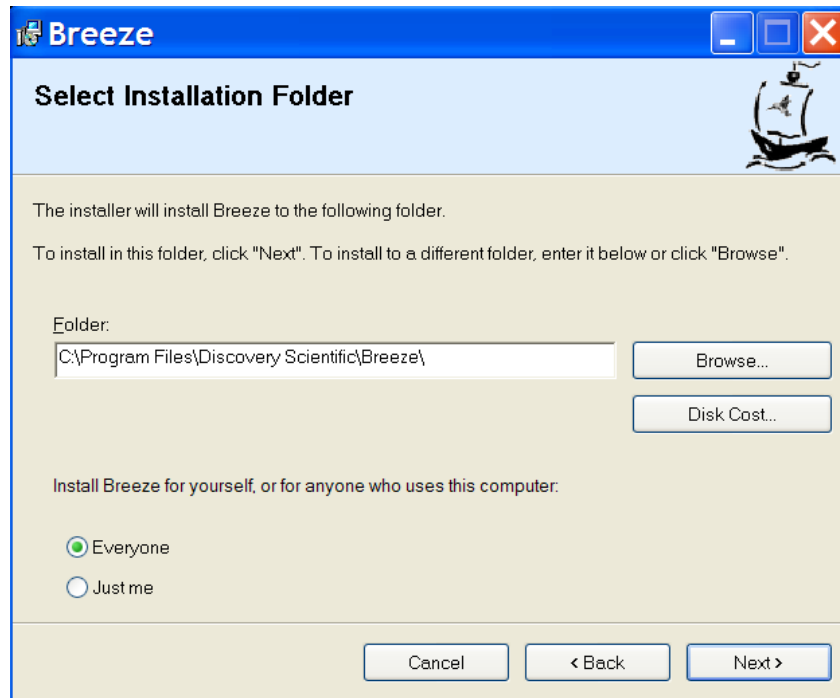 Breeze
Select Installation Folder
The installer will install Breeze to the following folder.
To install in this folder, click "Next". To install to a different folder, enter it below or click "Browse".
Folder:
C:\Program Files\Discovery Scientific\Breeze\
Browse...
Disk Cost...
Install Breeze for yourself, or for anyone who uses this computer:
Everyone
Just me
Cancel
< Back
Next >